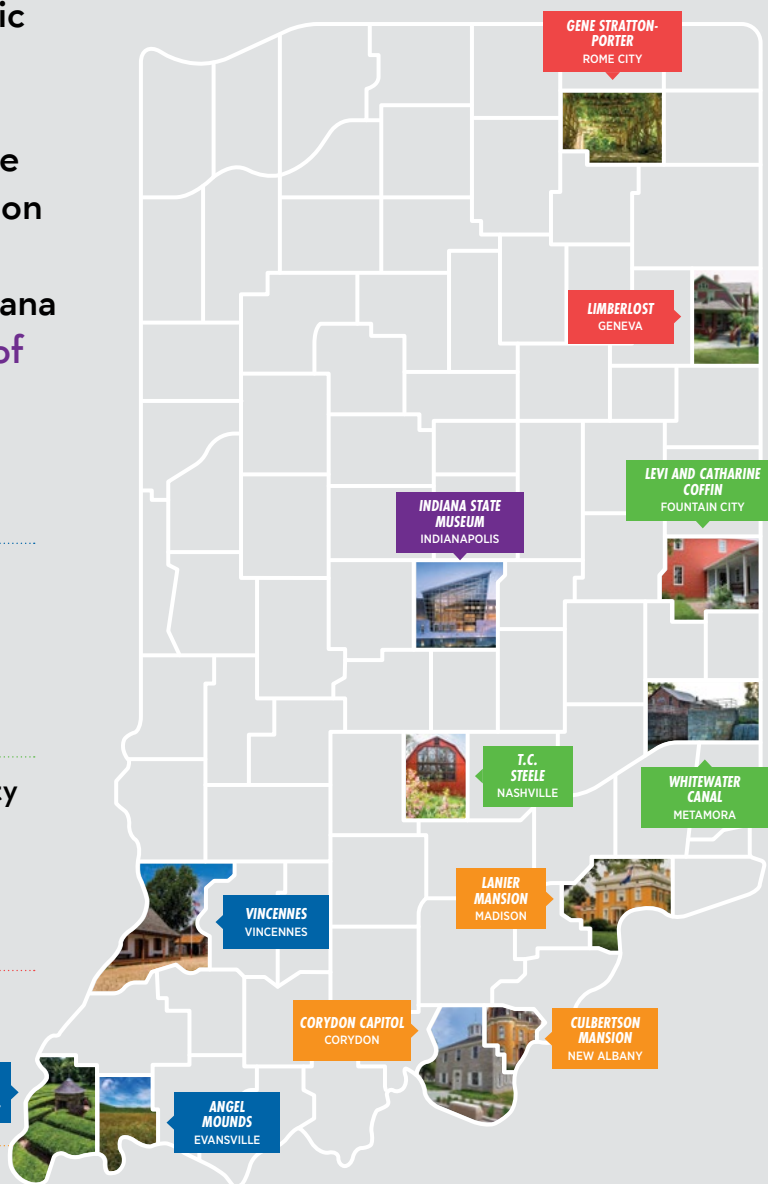 ic
e
on
ana
of
ty
GENE STRATTON-
PORTER
ROME CITY
LIMBERLOST
GENEVA
LEVI AND CATHARINE
COFFIN
FOUNTAIN CITY
INDIANA STATE
MUSEUM
INDIANAPOLIS
T.C.
STEELE
NASHVILLE
WHITEWATER
CANAL
METAMORA
LANIER
MANSION
MADISON
VINCENNES
VINCENNES
CORYDON CAPITOL
CORYDON
CULBERTSON
MANSION
NEW ALBANY
ANGEL
MOUNDS
EVANSVILLE